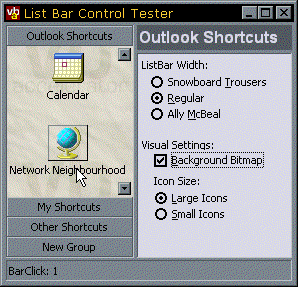 List Bar Control Tester
Outlook Shortcuts
Calendar
Network Neighbourhood
My Shortcuts
Other Shortcuts
New Group
Outlook Shortcuts
ListBar Width:
Snowboard Trousers
Regular
Ally McBeal
Visual Settings:
Background Bitmap
Icon Size:
Large Icons
Small Icons
BarClick: 1